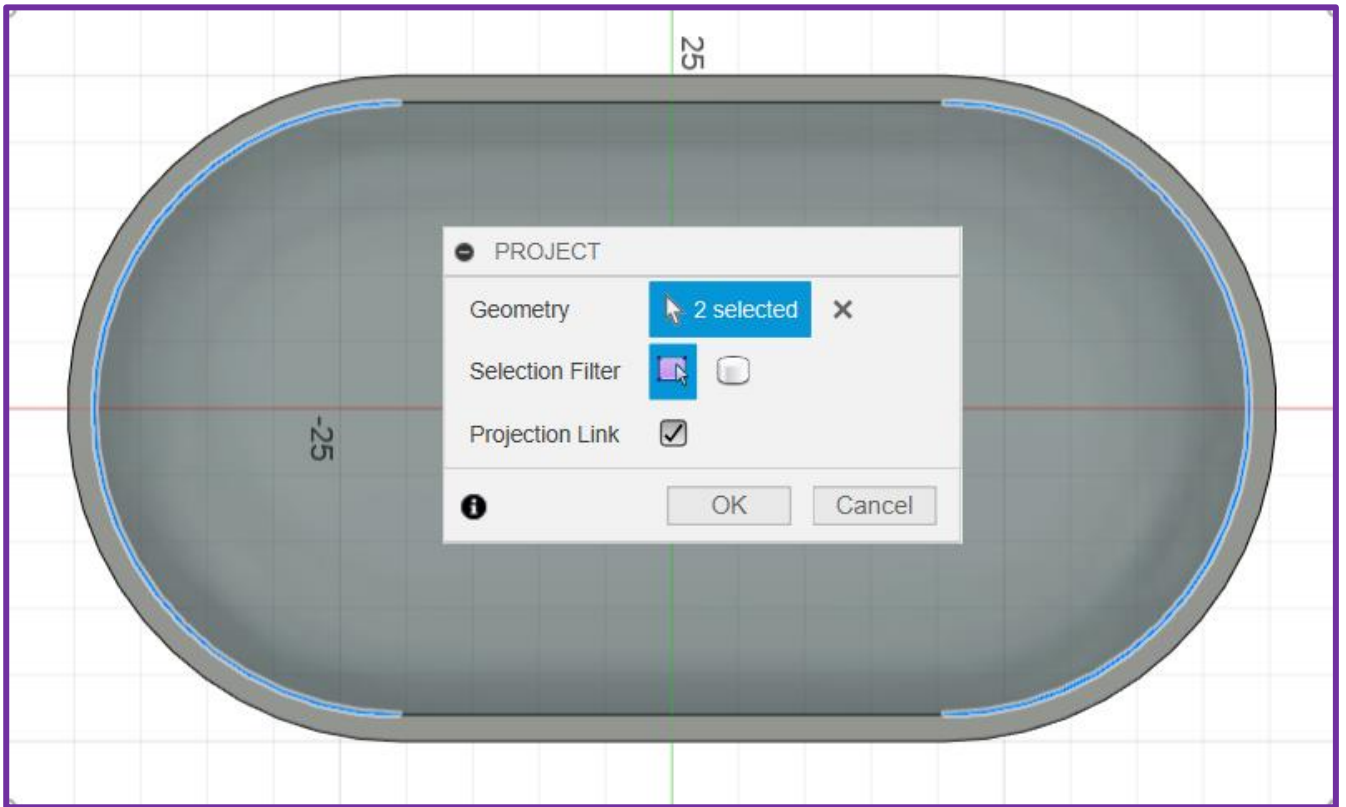 25
PROJECT
Geometry 2 selected
Selection Filter
-25
Projection Link
OK Cancel